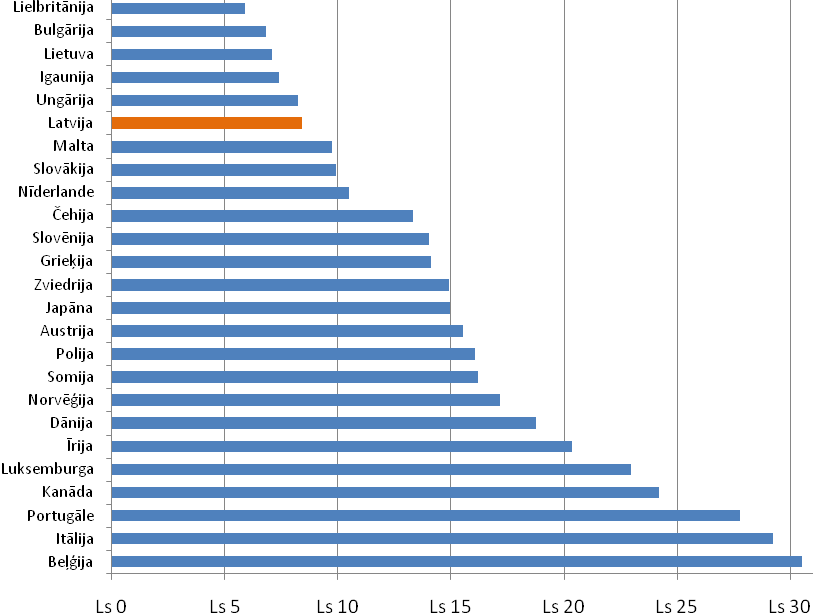 Lielbritānija
Bulgārija
Lietuva
Igaunija
Ungārija
Latvija
Malta
Slovākija
Nīderlande
Čehija
Slovēnija
Grieķija
Zviedrija
Japāna
Austrija
Polija
Somija
Norvēģija
Dānija
Īrija
Luksemburga
Kanāda
Portugāle
Itālija
Beļģija
Ls 0 Ls 5 Ls 10 Ls 15 Ls 20 Ls 25 Ls 30